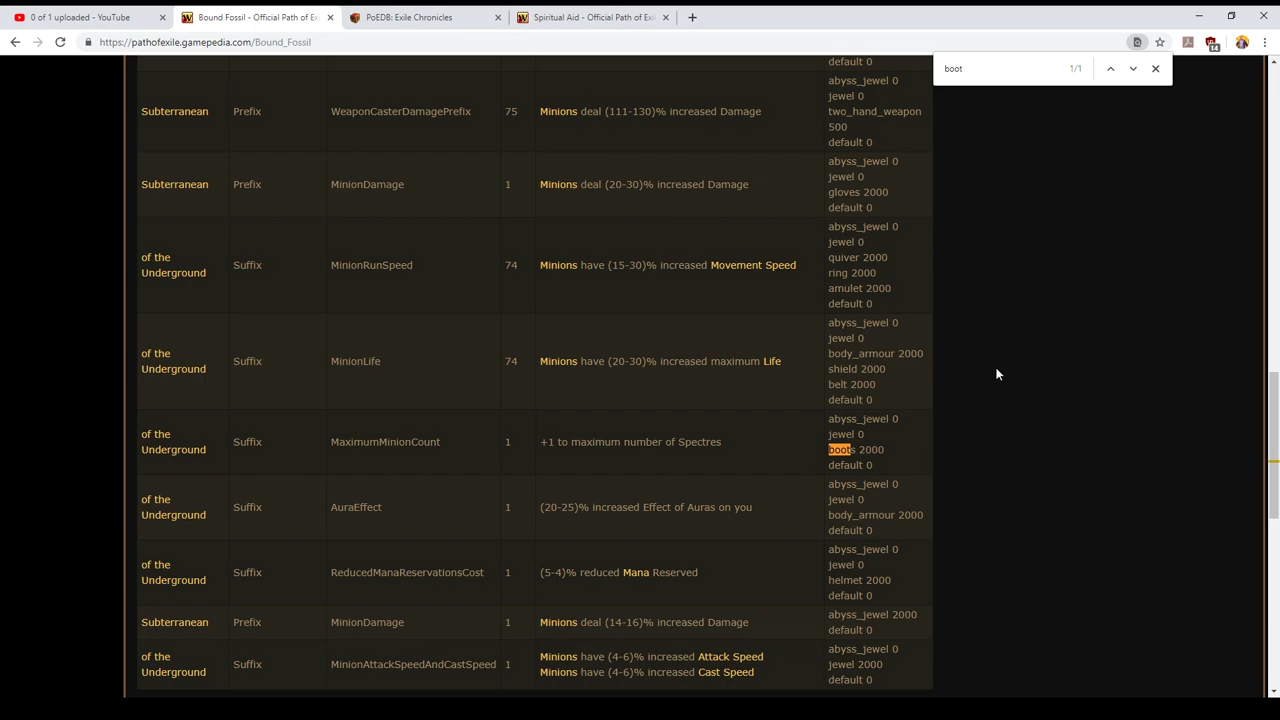 0 of 1 uploaded - YouTube
Bound Fossil - Official Path of Ex
PoEDB: Exile Chronicles
Spiritual Aid - Official Path of Exi
https://pathofexile.gamepedia.com/Bound_Fossil
14
boot 1/1
default 0
Subterranean Prefix WeaponCasterDamagePrefix 75 Minions deal (111-130)% increased Damage
abyss_jewel 0
jewel 0
two_hand_weapon
500
default 0
Subterranean Prefix MinionDamage 1 Minions deal (20-30)% increased Damage
abyss_jewel 0
jewel 0
gloves 2000
default 0
of the
Underground
Suffix MinionRunSpeed 74 Minions have (15-30)% increased Movement Speed
abyss_jewel 0
jewel 0
quiver 2000
ring 2000
amulet 2000
default 0
of the
Underground
Suffix MinionLife 74 Minions have (20-30)% increased maximum Life
abyss_jewel 0
jewel 0
body_armour 2000
shield 2000
belt 2000
default 0
of the
Underground
Suffix MaximumMinionCount 1 +1 to maximum number of Spectres
abyss_jewel 0
jewel 0
boots 2000
default 0
of the
Underground
Suffix AuraEffect 1 (20-25)% increased Effect of Auras on you
abyss_jewel 0
jewel 0
body_armour 2000
default 0
of the
Underground
Suffix ReducedManaReservationsCost 1 (5-4)% reduced Mana Reserved
abyss_jewel 0
jewel 0
helmet 2000
default 0
Subterranean Prefix MinionDamage 1 Minions deal (14-16)% increased Damage
abyss_jewel 2000
default 0
of the
Underground
Suffix MinionAttackSpeedAndCastSpeed 1
Minions have (4-6)% increased Attack Speed
Minions have (4-6)% increased Cast Speed
abyss_jewel 0
jewel 2000
default 0